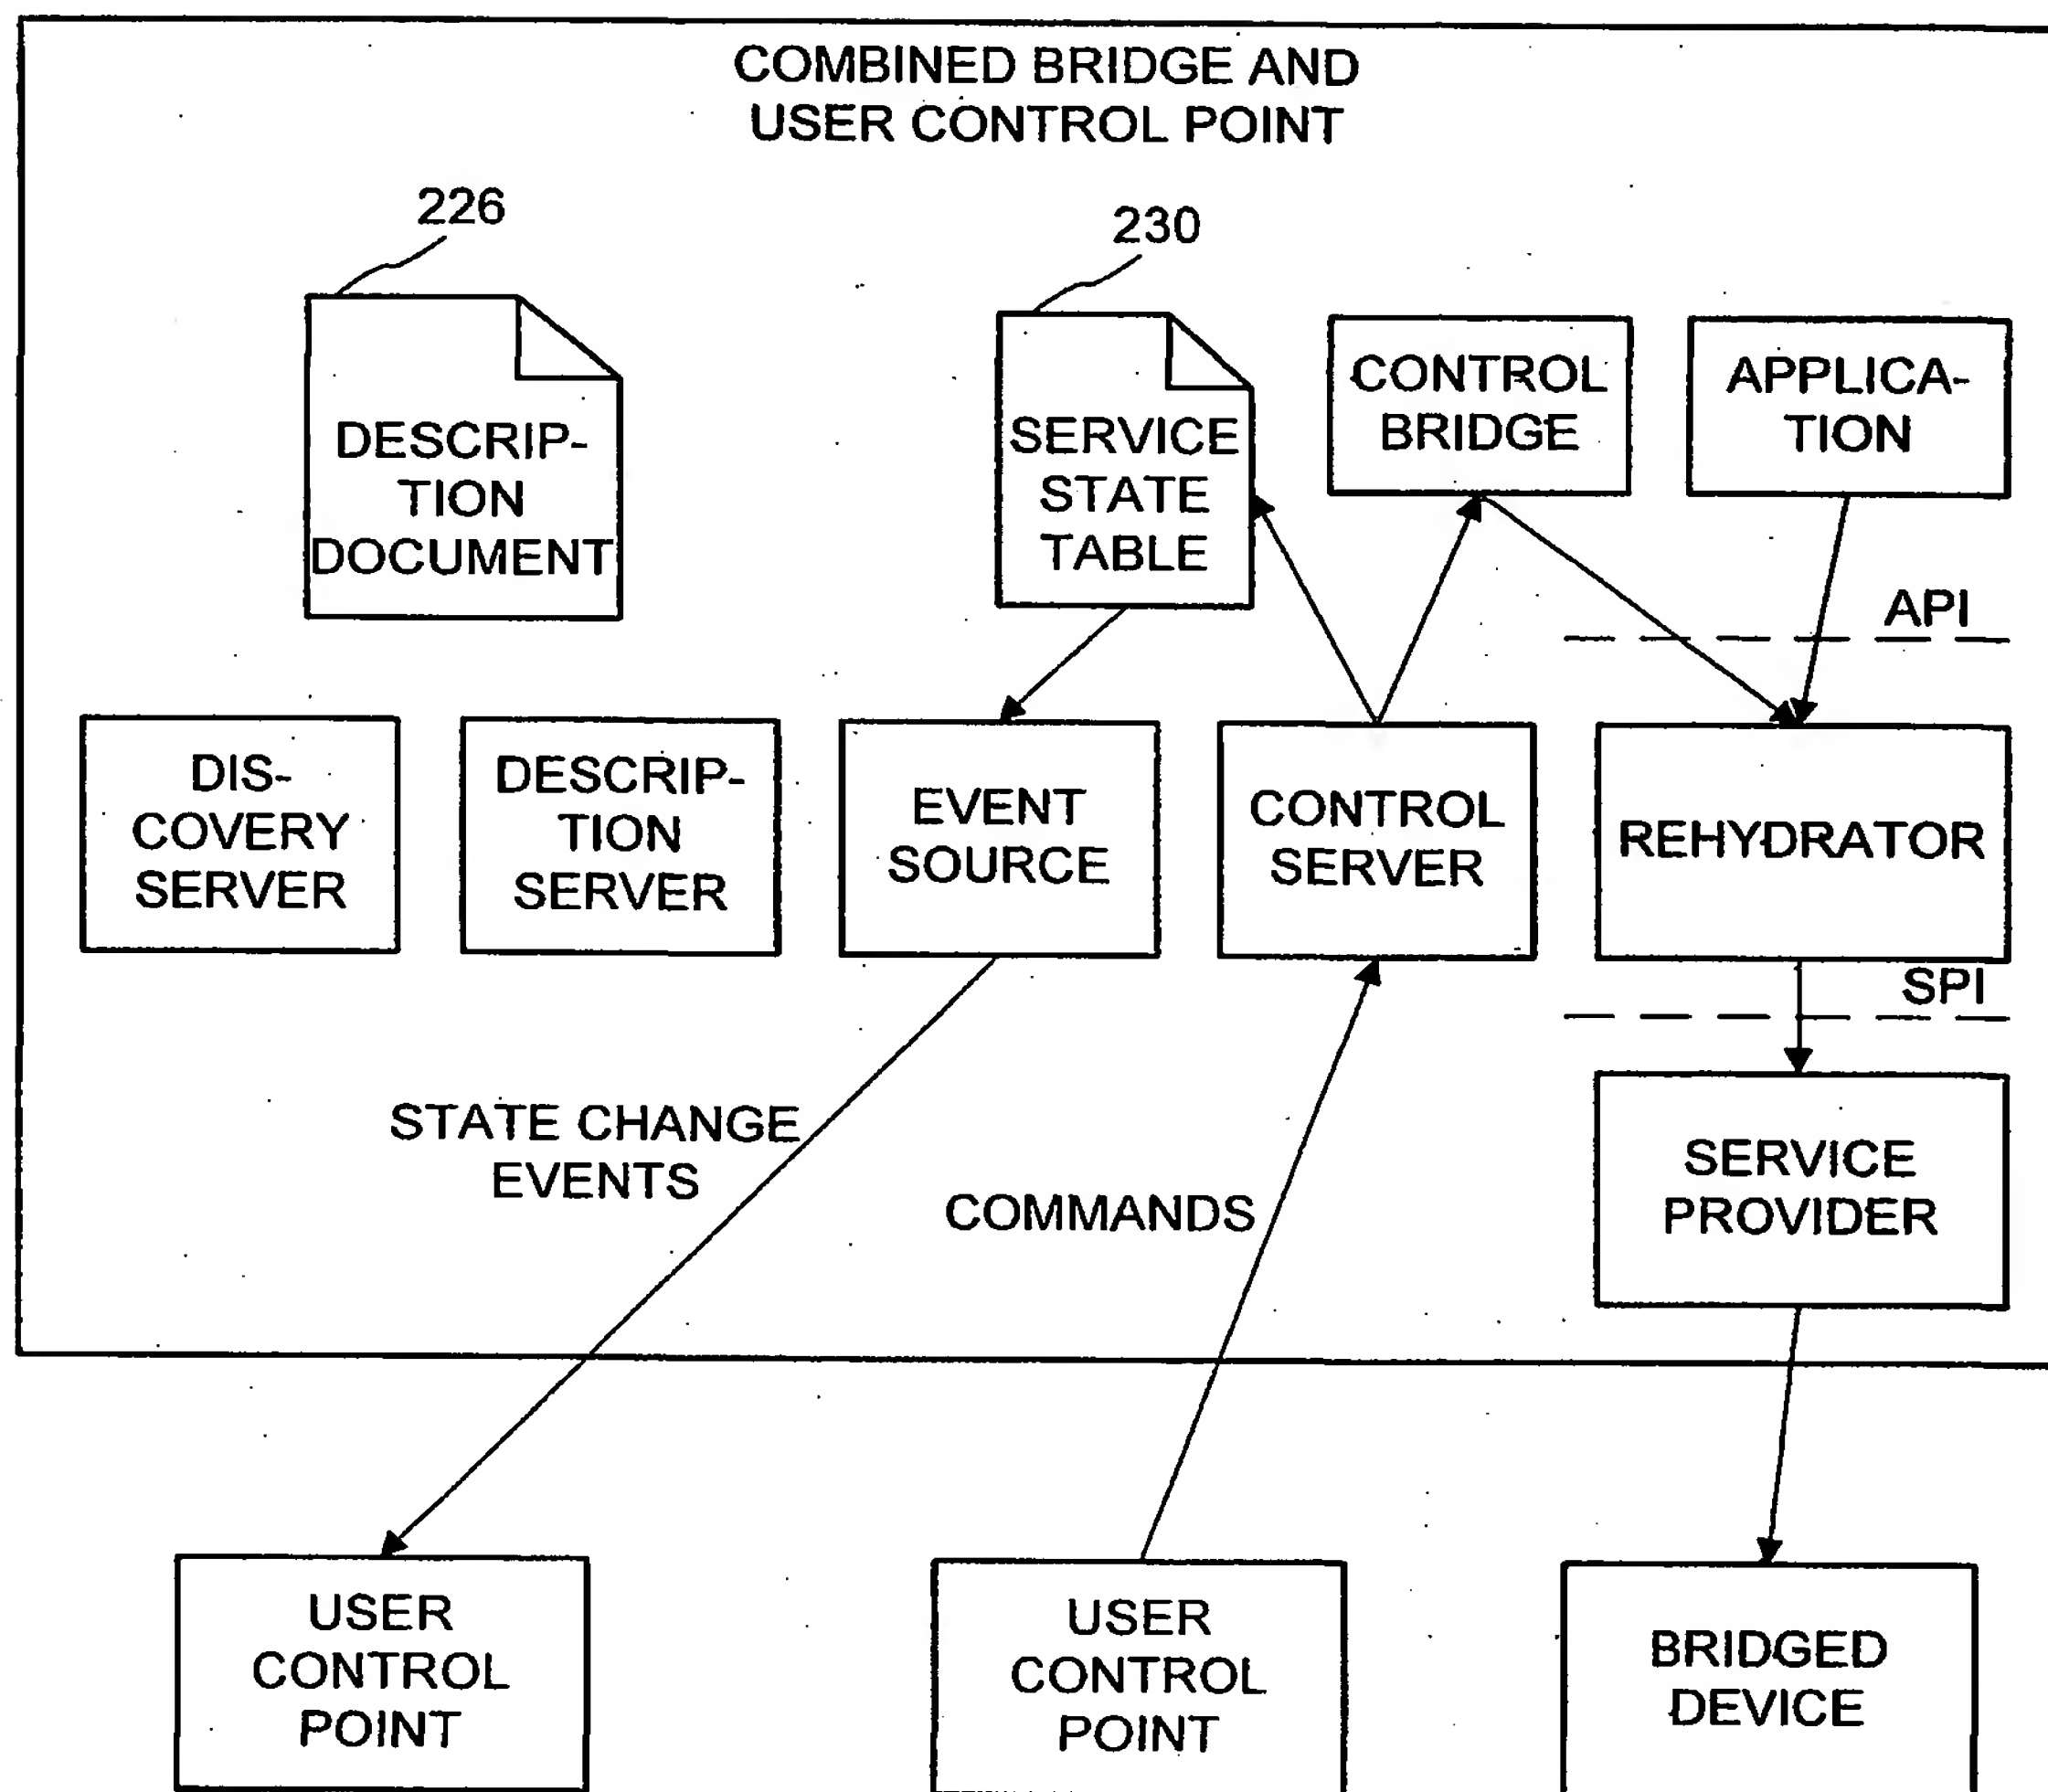 COMBINED BRIDGE AND
USER CONTROL POINT
226
230
DESCRIP-
TION
DOCUMENT
SERVICE
STATE
TABLE
CONTROL
BRIDGE
APPLICA-
TION
API
DIS-
COVERY
SERVER
DESCRIP-
TION
SERVER
EVENT
SOURCE
CONTROL
SERVER
REHYDRATOR
SPI
STATE CHANGE
EVENTS
COMMANDS
SERVICE
PROVIDER
USER
CONTROL
POINT
USER
CONTROL
POINT
BRIDGED
DEVICE